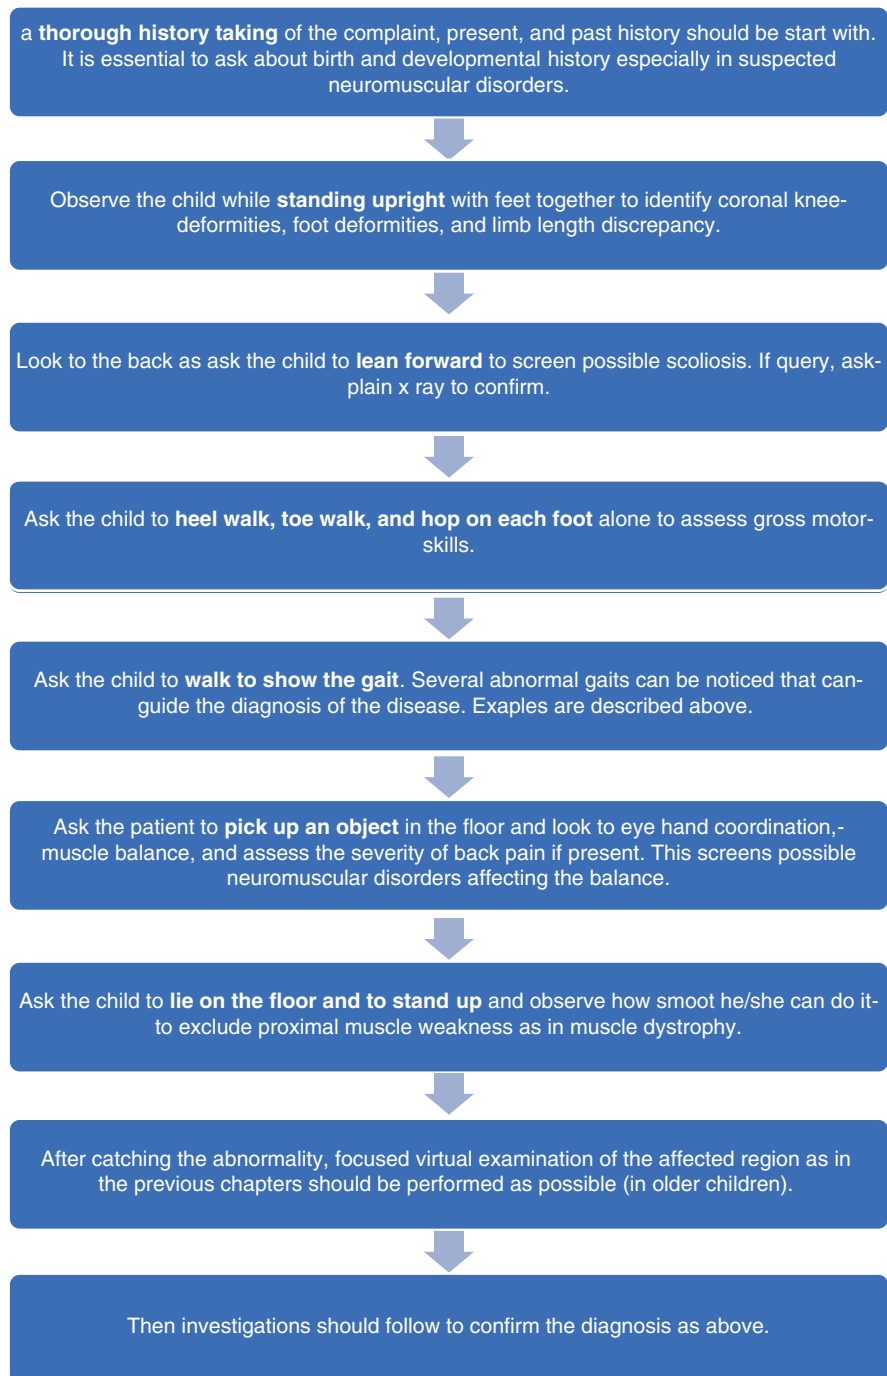 a thorough history taking of the complaint, present, and past history should be start with.
It is essential to ask about birth and developmental history especially in suspected
neuromuscular disorders.
Observe the child while standing upright with feet together to identify coronal knee-
deformities, foot deformities, and limb length discrepancy.
Look to the back as ask the child to lean forward to screen possible scoliosis. If query, ask-
plain x ray to confirm.
Ask the child to heel walk, toe walk, and hop on each foot alone to assess gross motor-
skills.
Ask the child to walk to show the gait. Several abnormal gaits can be noticed that can-
guide the diagnosis of the disease. Exaples are described above.
Ask the patient to pick up an object in the floor and look to eye hand coordination,-
muscle balance, and assess the severity of back pain if present. This screens possible
neuromuscular disorders affecting the balance.
Ask the child to lie on the floor and to stand up and observe how smoot he/she can do it-
to exclude proximal muscle weakness as in muscle dystrophy.
After catching the abnormality, focused virtual examination of the affected region as in
the previous chapters should be performed as possible (in older children).
Then investigations should follow to confirm the diagnosis as above.